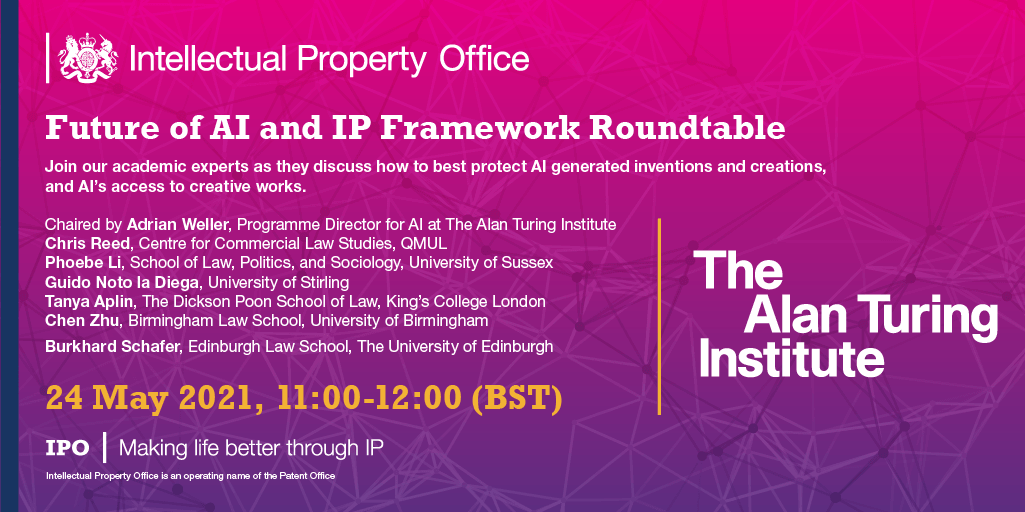 Intellectual Property Office
Future of AI and IP Framework Roundtable
Join our academic experts as they discuss how to best protect AI generated inventions and creations,
and AI's access to creative works.
Chaired by Adrian Weller, Programme Director for AI at The Alan Turing Institute
Chris Reed, Centre for Commercial Law Studies, QMUL
Phoebe Li, School of Law, Politics, and Sociology, University of Sussex
Guido Noto la Diega, University of Stirling
Tanya Aplin, The Dickson Poon School of Law, King's College London
Chen Zhu, Birmingham Law School, University of Birmingham
Burkhard Schafer, Edinburgh Law School, The University of Edinburgh
24 May 2021, 11:00-12:00 (BST)
IPO | Making life better through IP
Intellectual Property Office is an operating name of the Patent Office
The
Alan Turing
Institute